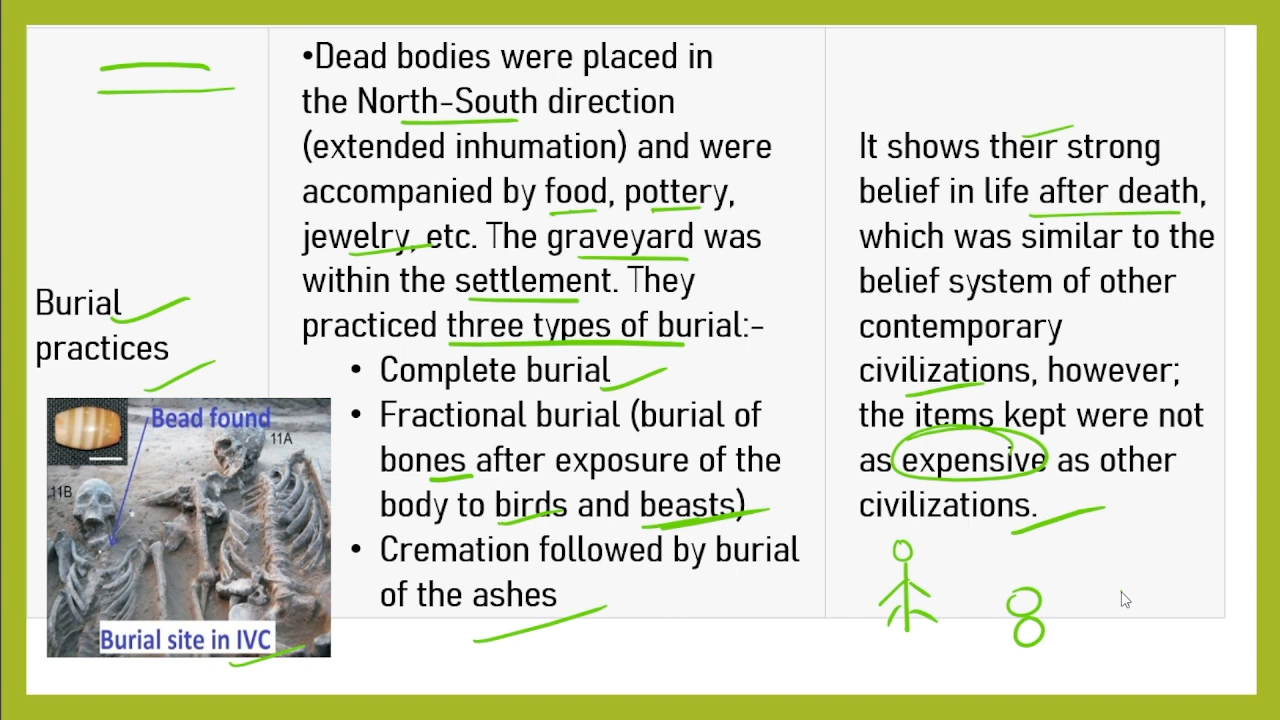 Burial
practices
Bead found
11A
11B
Burial site in IVC
•Dead bodies were placed in
the North-South direction
(extended inhumation) and were
accompanied by food, pottery,
jewelry, etc. The graveyard was
within the settlement. They
practiced three types of burial:-
• Complete burial
• Fractional burial (burial of
bones after exposure of the
body to birds and beasts)
• Cremation followed by burial
of the ashes
It shows their strong
belief in life after death,
which was similar to the
belief system of other
contemporary
civilizations, however;
the items kept were not
as expensive as other
civilizations.
8